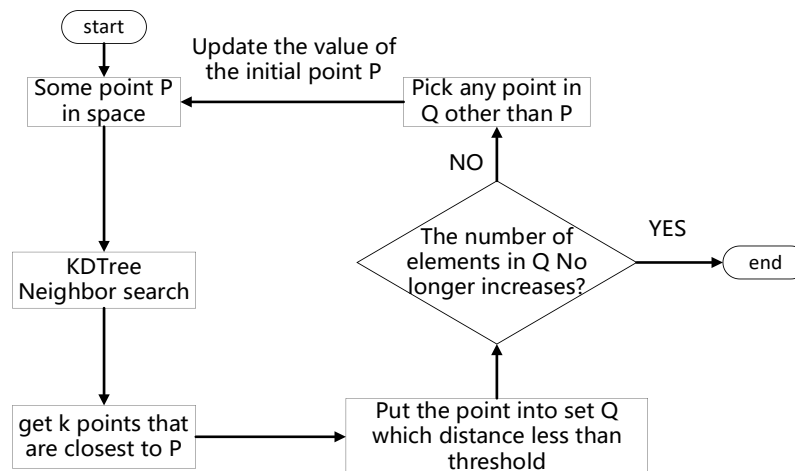 start
Some point P
in space
Update the value of
the initial point P
Pick any point in
Q other than P
NO
KDTree
Neighbor search
The number of
elements in Q No
longer increases?
YES
end
get k points that
are closest to P
Put the point into set Q
which distance less than
threshold